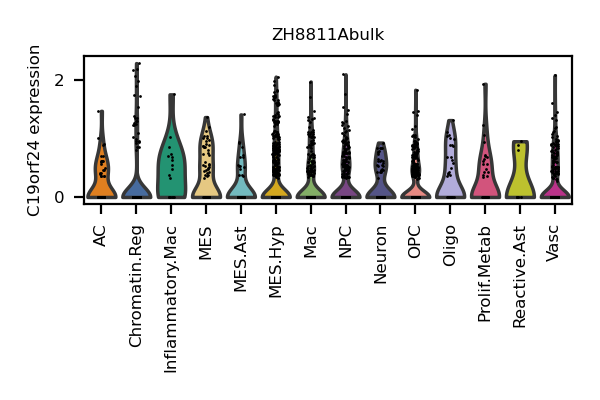 ZH8811Abulk
C19orf24 expression
2
0
AC
Chromatin.Reg
Inflammatory.Mac
MES
MES.Ast
MES.Hyp
Mac
NPC
Neuron
OPC
Oligo
Prolif.Metab
Reactive.Ast
Vasc